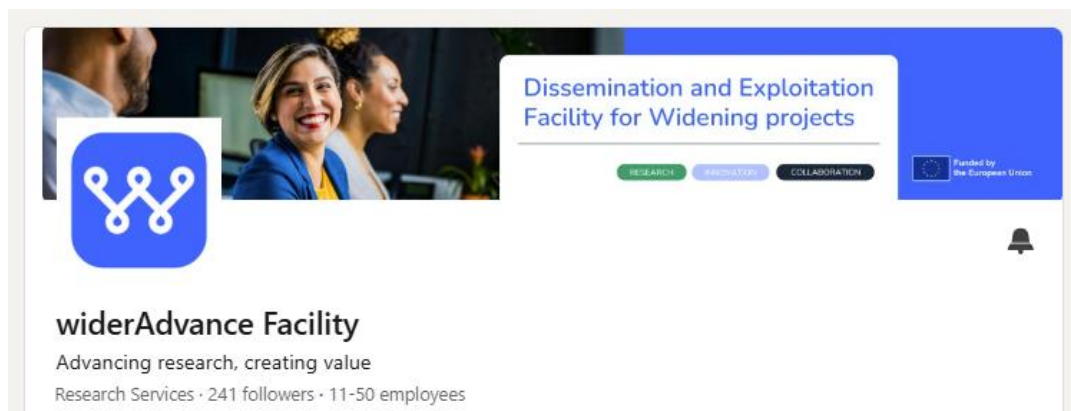 Dissemination and Exploitation
Facility for Widening projects
RESEARCH
INNOVATION
COLLABORATION
Funded by
the European Union
widerAdvance Facility
Advancing research, creating value
Research Services · 241 followers · 11-50 employees